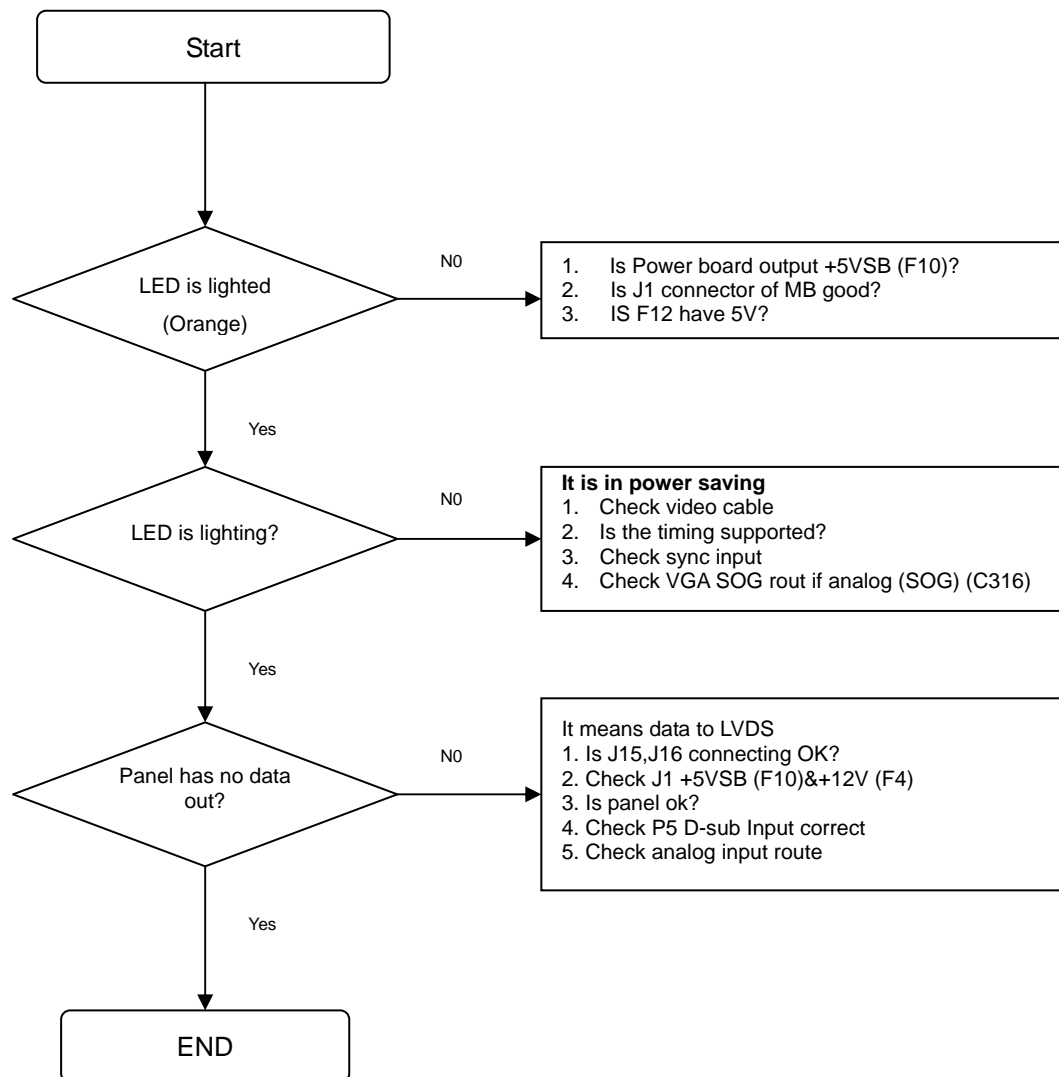 Start
LED is lighted
(Orange)
N0
1. Is Power board output +5VSB (F10)?
2. Is J1 connector of MB good?
3. IS F12 have 5V?
Yes
LED is lighting?
N0
It is in power saving
1. Check video cable
2. Is the timing supported?
3. Check sync input
4. Check VGA SOG rout if analog (SOG) (C316)
Yes
Panel has no data
out?
N0
It means data to LVDS
1. Is J15,J16 connecting OK?
2. Check J1 +5VSB (F10)&+12V (F4)
3. Is panel ok?
4. Check P5 D-sub Input correct
5. Check analog input route
Yes
END